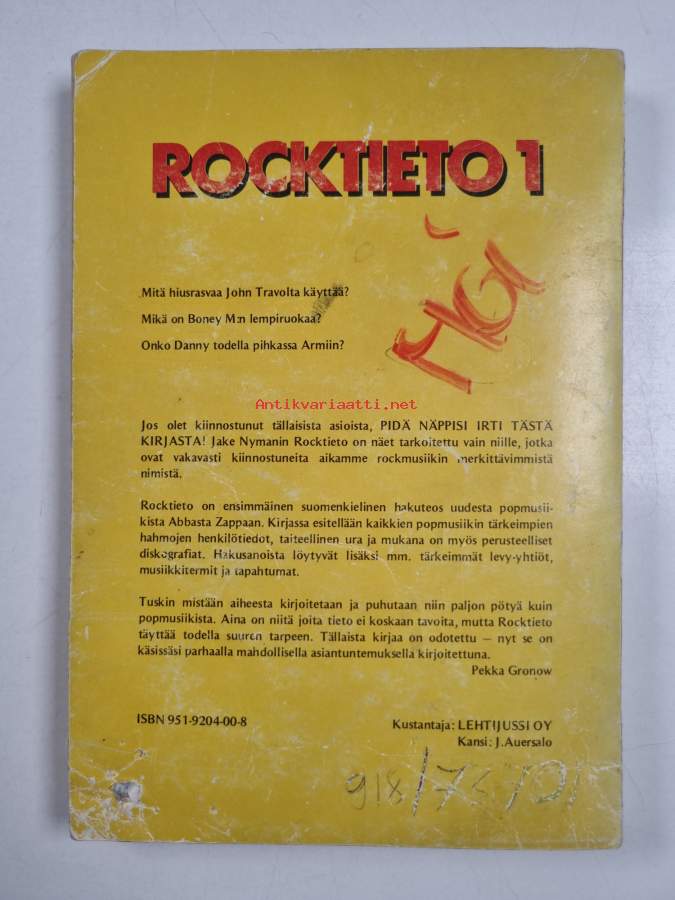 ROCKTIETO 1
Mitä hiusrasvaa John Travolta käyttää?
Mikä on Boney M:n lempiruokaa?
Onko Danny todella pihkassa Armiin?
Antikvariaatti.net
Jos olet kiinnostunut tällaisista asioista, PIDÄ NÄPPISI IRTI TÄSTÄ
KIRJASTA! Jake Nymanin Rocktieto on näet tarkoitettu vain niille, jotka
ovat vakavasti kiinnostuneita aikamme rockmusiikin merkittävimmistä
nimistä.
Rocktieto on ensimmäinen suomenkielinen hakuteos uudesta popmusii-
kista Abbasta Zappaan. Kirjassa esitellään kaikkien popmusiikin tärkeimpien
hahmojen henkilötiedot, taiteellinen ura ja mukana on myös perusteelliset
diskografiat. Hakusanoista löytyvät lisäksi mm. tärkeimmät levy-yhtiöt,
musiikkitermit ja tapahtumat.
Tuskin mistään aiheesta kirjoitetaan ja puhutaan niin paljon pötyä kuin
popmusiikista. Aina on niitä joita tieto ei koskaan tavoita, mutta Rocktieto
täyttää todella suuren tarpeen. Tällaista kirjaa on odotettu — nyt se on
käsissäsi parhaalla mahdollisella asiantuntemuksella kirjoitettuna.
Pekka Gronow
ISBN 951-9204-00-8
Kustantaja: LEHTIJUSSI OY
Kansi: J.Auersalo